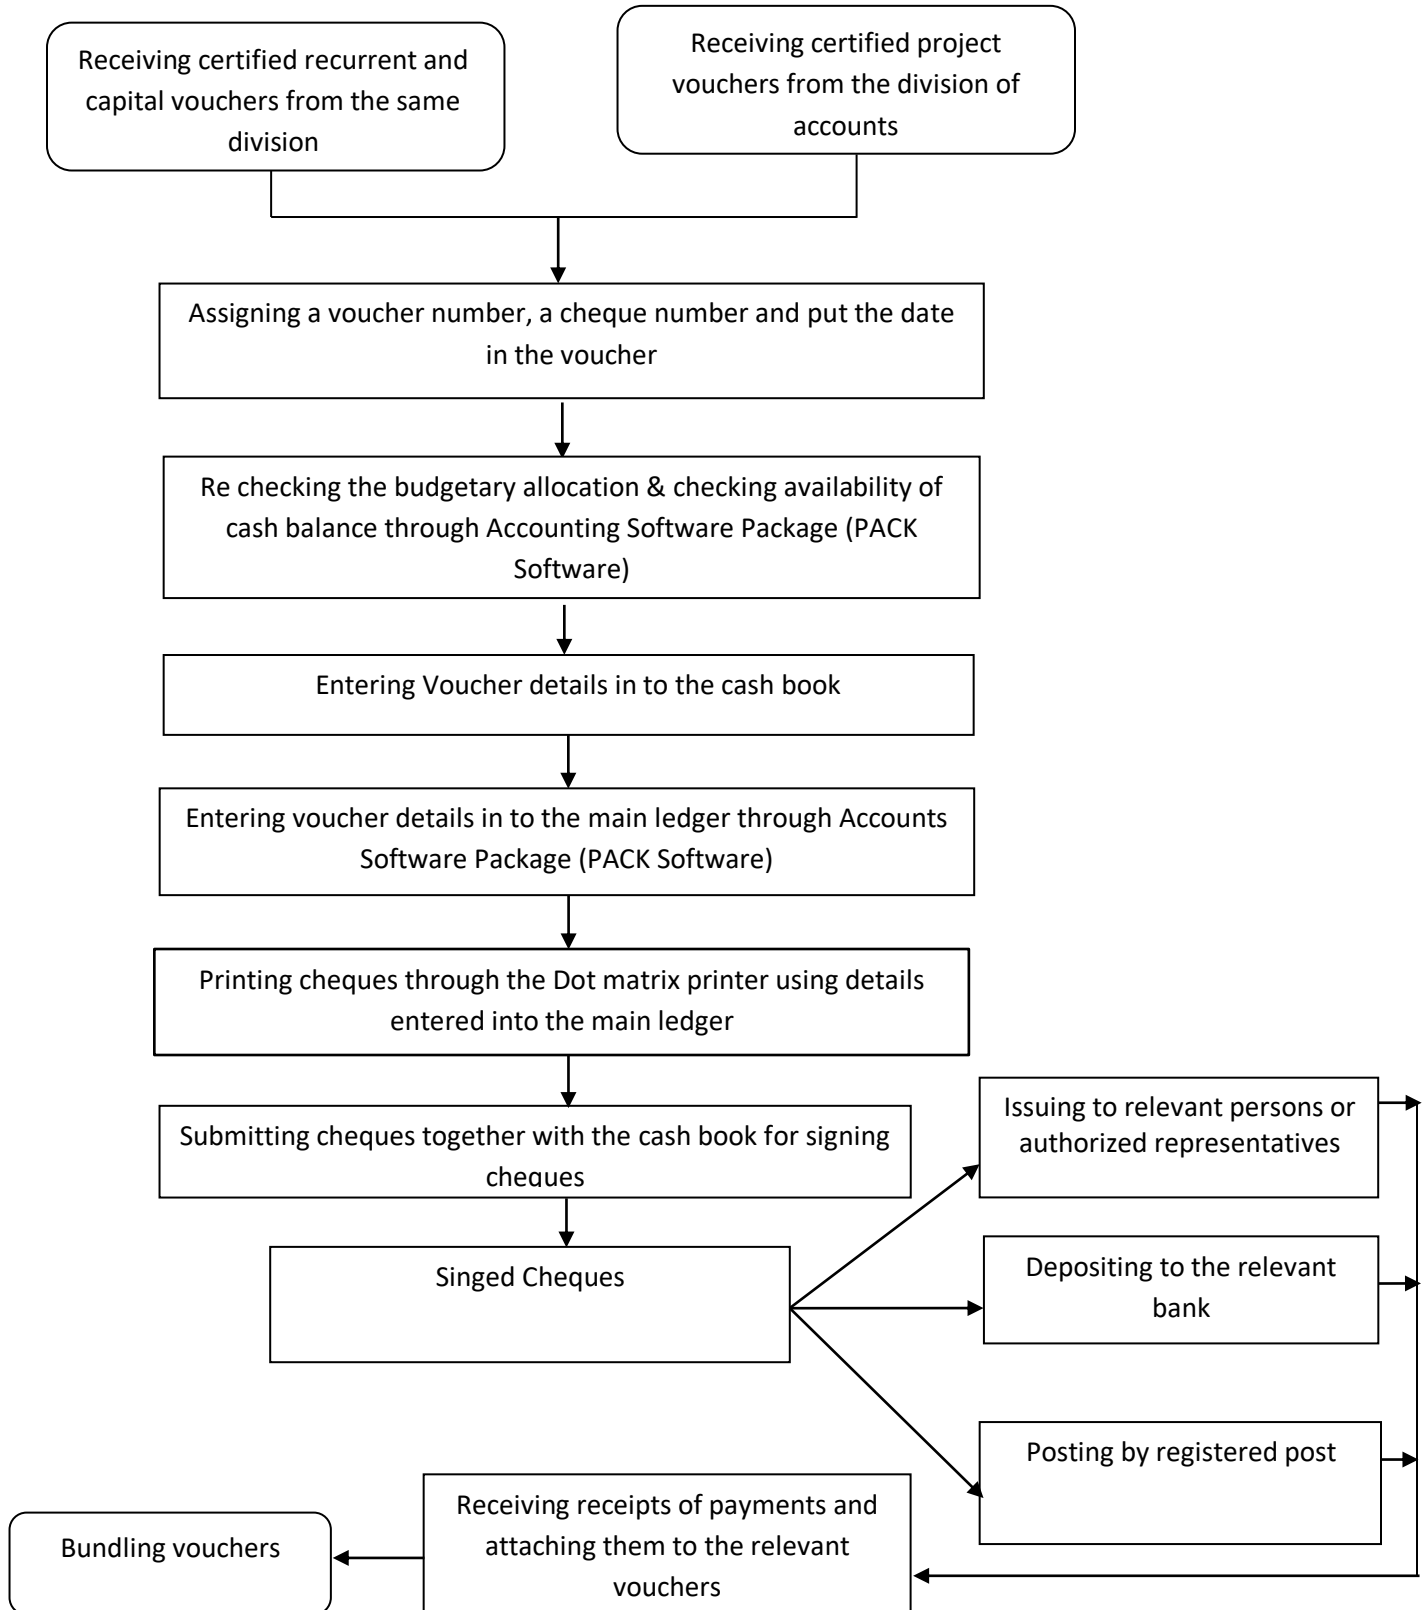 Receiving certified recurrent and
capital vouchers from the same
division
Receiving certified project
vouchers from the division of
accounts
Assigning a voucher number, a cheque number and put the date
in the voucher
Re checking the budgetary allocation & checking availability of
cash balance through Accounting Software Package (PACK
Software)
Entering Voucher details in to the cash book
Entering voucher details in to the main ledger through Accounts
Software Package (PACK Software)
Printing cheques through the Dot matrix printer using details
entered into the main ledger
Submitting cheques together with the cash book for signing
cheques
Singed Cheques
Issuing to relevant persons or
authorized representatives
Depositing to the relevant
bank
Posting by registered post
Receiving receipts of payments and
attaching them to the relevant
vouchers
Bundling vouchers